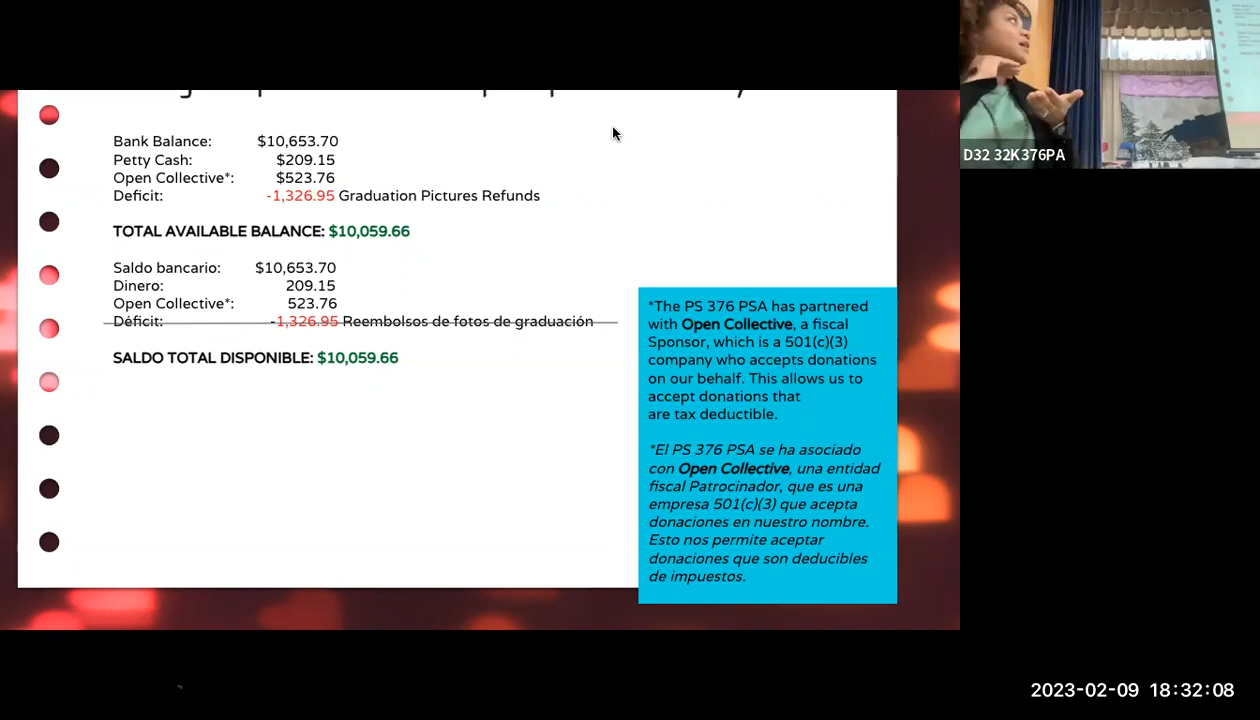 Bank Balance: $10,653.70
Petty Cash: $209.15
Open Collective*: $523.76
Deficit: -1,326.95 Graduation Pictures Refunds
TOTAL AVAILABLE BALANCE: $10,059.66
Saldo bancario: $10,653.70
Dinero: 209.15
Open Collective*: 523.76
Déficit: -1,326.95 Reembolsos de fotos de graduación
SALDO TOTAL DISPONIBLE: $10,059.66
*The PS 376 PSA has partnered
with Open Collective, a fiscal
Sponsor, which is a 501(c)(3)
company who accepts donations
on our behalf. This allows us to
accept donations that
are tax deductible.
*El PS 376 PSA se ha asociado
con Open Collective, una entidad
fiscal Patrocinador, que es una
empresa 501(c)(3) que acepta
donaciones en nuestro nombre.
Esto nos permite aceptar
donaciones que son deducibles
de impuestos.
D32 32K376PA
2023-02-09 18:32:08